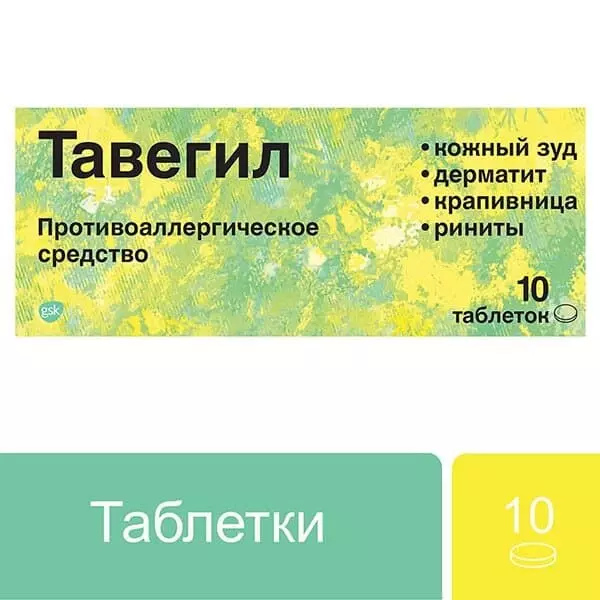 Тавегил
Противоаллергическое
средство
• кожный зуд
• дерматит
• крапивница
• риниты
10
таблеток
gsk
Таблетки
10